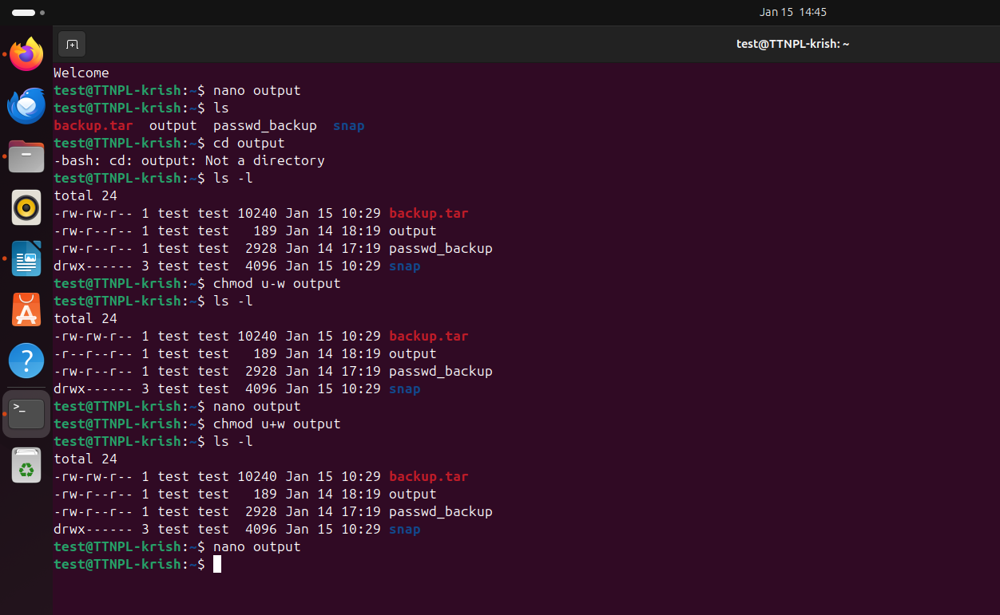 Jan 15  14:45
test@TTNPL-krish: ~
Welcome
test@TTNPL-krish:~$ nano output
test@TTNPL-krish:~$ ls
backup.tar  output  passwd_backup  snap
test@TTNPL-krish:~$ cd output
-bash: cd: output: Not a directory
test@TTNPL-krish:~$ ls -l
total 24
-rw-rw-r-- 1 test test 10240 Jan 15 10:29 backup.tar
-rw-r--r-- 1 test test   189 Jan 14 18:19 output
-rw-r--r-- 1 test test  2928 Jan 14 17:19 passwd_backup
drwx------ 3 test test  4096 Jan 15 10:29 snap
test@TTNPL-krish:~$ chmod u-w output
test@TTNPL-krish:~$ ls -l
total 24
-rw-rw-r-- 1 test test 10240 Jan 15 10:29 backup.tar
-r--r--r-- 1 test test   189 Jan 14 18:19 output
-rw-r--r-- 1 test test  2928 Jan 14 17:19 passwd_backup
drwx------ 3 test test  4096 Jan 15 10:29 snap
test@TTNPL-krish:~$ nano output
test@TTNPL-krish:~$ chmod u+w output
test@TTNPL-krish:~$ ls -l
total 24
-rw-rw-r-- 1 test test 10240 Jan 15 10:29 backup.tar
-rw-r--r-- 1 test test   189 Jan 14 18:19 output
-rw-r--r-- 1 test test  2928 Jan 14 17:19 passwd_backup
drwx------ 3 test test  4096 Jan 15 10:29 snap
test@TTNPL-krish:~$ nano output
test@TTNPL-krish:~$